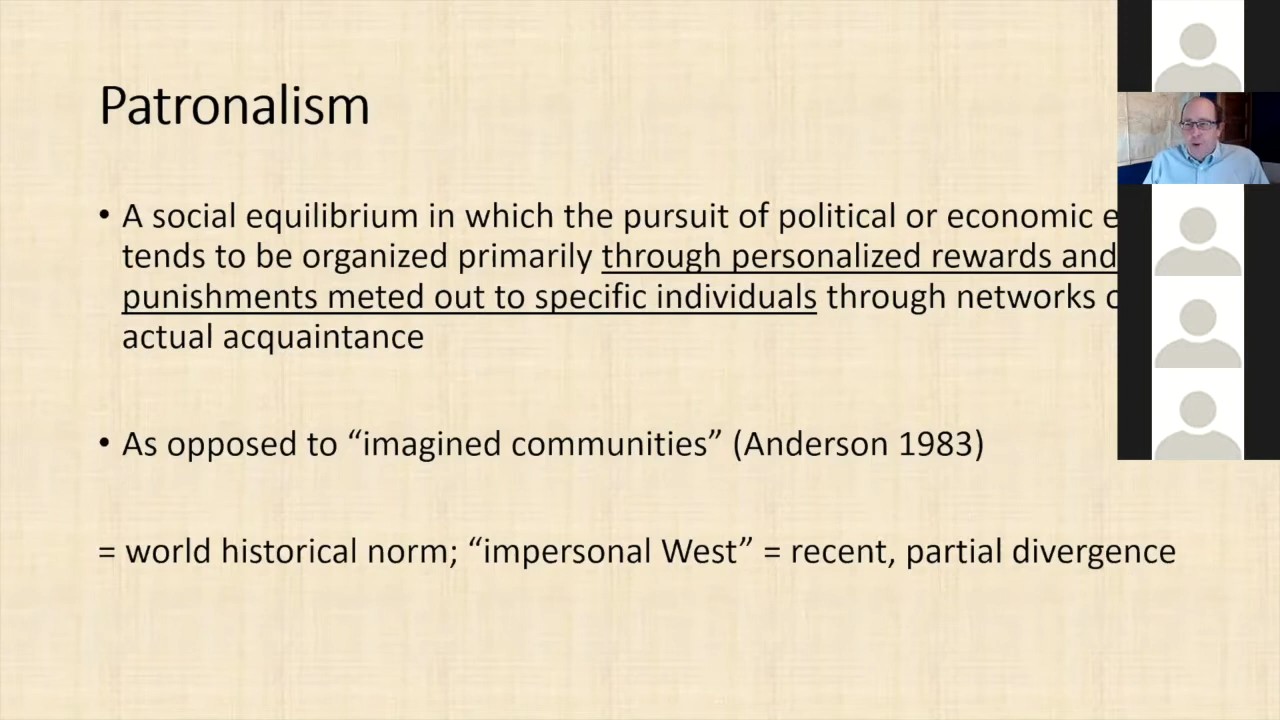 Patronalism
• A social equilibrium in which the pursuit of political or economic
tends to be organized primarily through personalized rewards and
punishments meted out to specific individuals through networks
actual acquaintance
• As opposed to “imagined communities” (Anderson 1983)
= world historical norm; “impersonal West” = recent, partial divergence